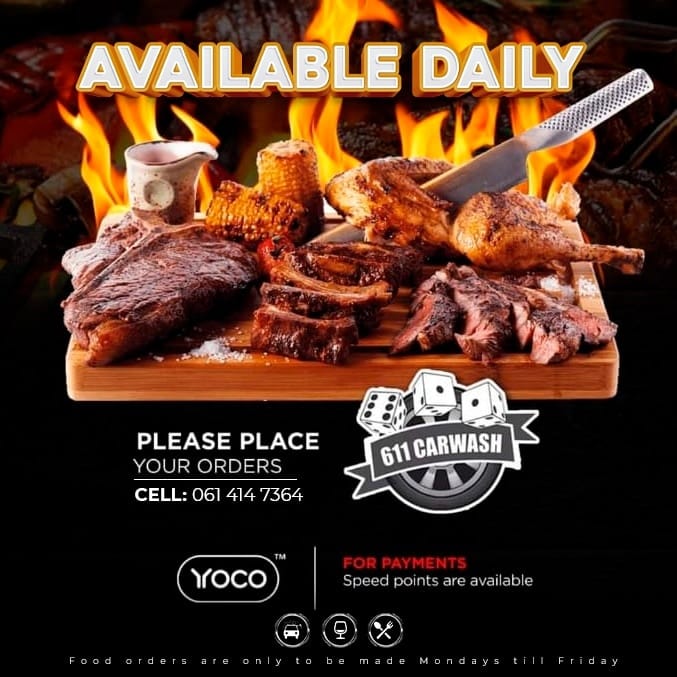 AVAILABLE DAILY
611 CARWASH
PLEASE PLACE
YOUR ORDERS
CELL: 061 414 7364
YOCO™
FOR PAYMENTS
Speed points are available
Food orders are only to be made Mondays till Friday